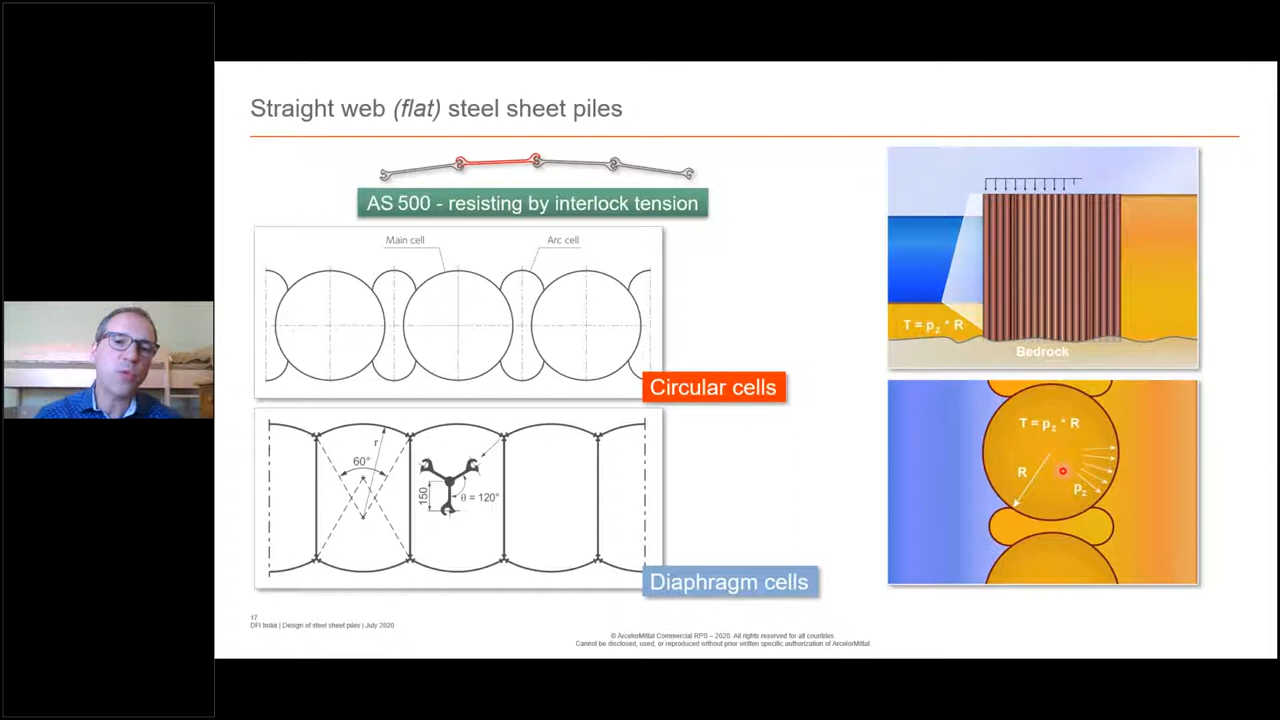 Straight web (flat) steel sheet piles
AS 500 - resisting by interlock tension
Main cell
Arc cell
Circular cells
r
60°
150
θ = 120°
Diaphragm cells
T = pz * R
Bedrock
T = pz * R
R
pz
17
DFI India | Design of steel sheet piles | July 2020
© ArcelorMittal Commercial RPS – 2020. All rights reserved for all countries.
Cannot be disclosed, used, or reproduced without prior written specific authorization of ArcelorMittal